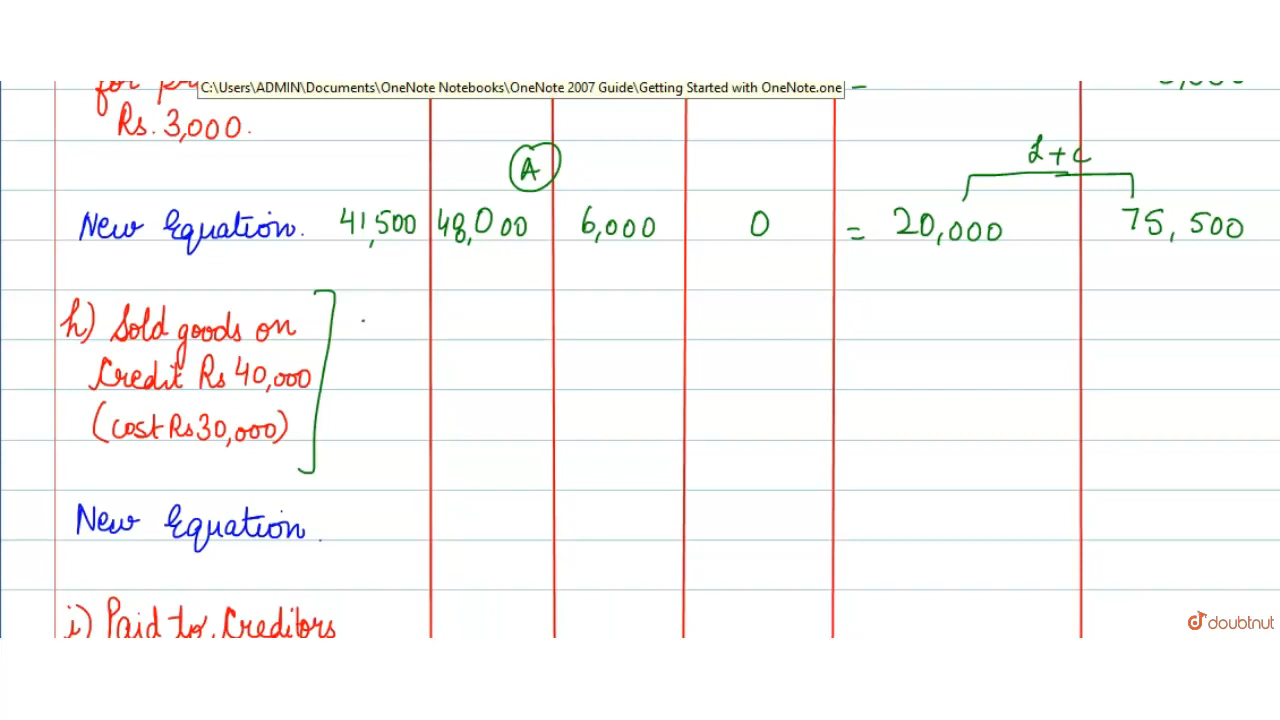 for
C:\Users\ADMIN\Documents\OneNote Notebooks\OneNote 2007 Guide\Getting Started with OneNote.one
Rs. 3,000.
A
L + C
New Equation. 41,500 48,000 6,000 0 = 20,000 75,500
h) Sold goods on
Credit Rs 40,000
(cost Rs 30,000)
New Equation.
i) Paid to Creditors
doubtnut